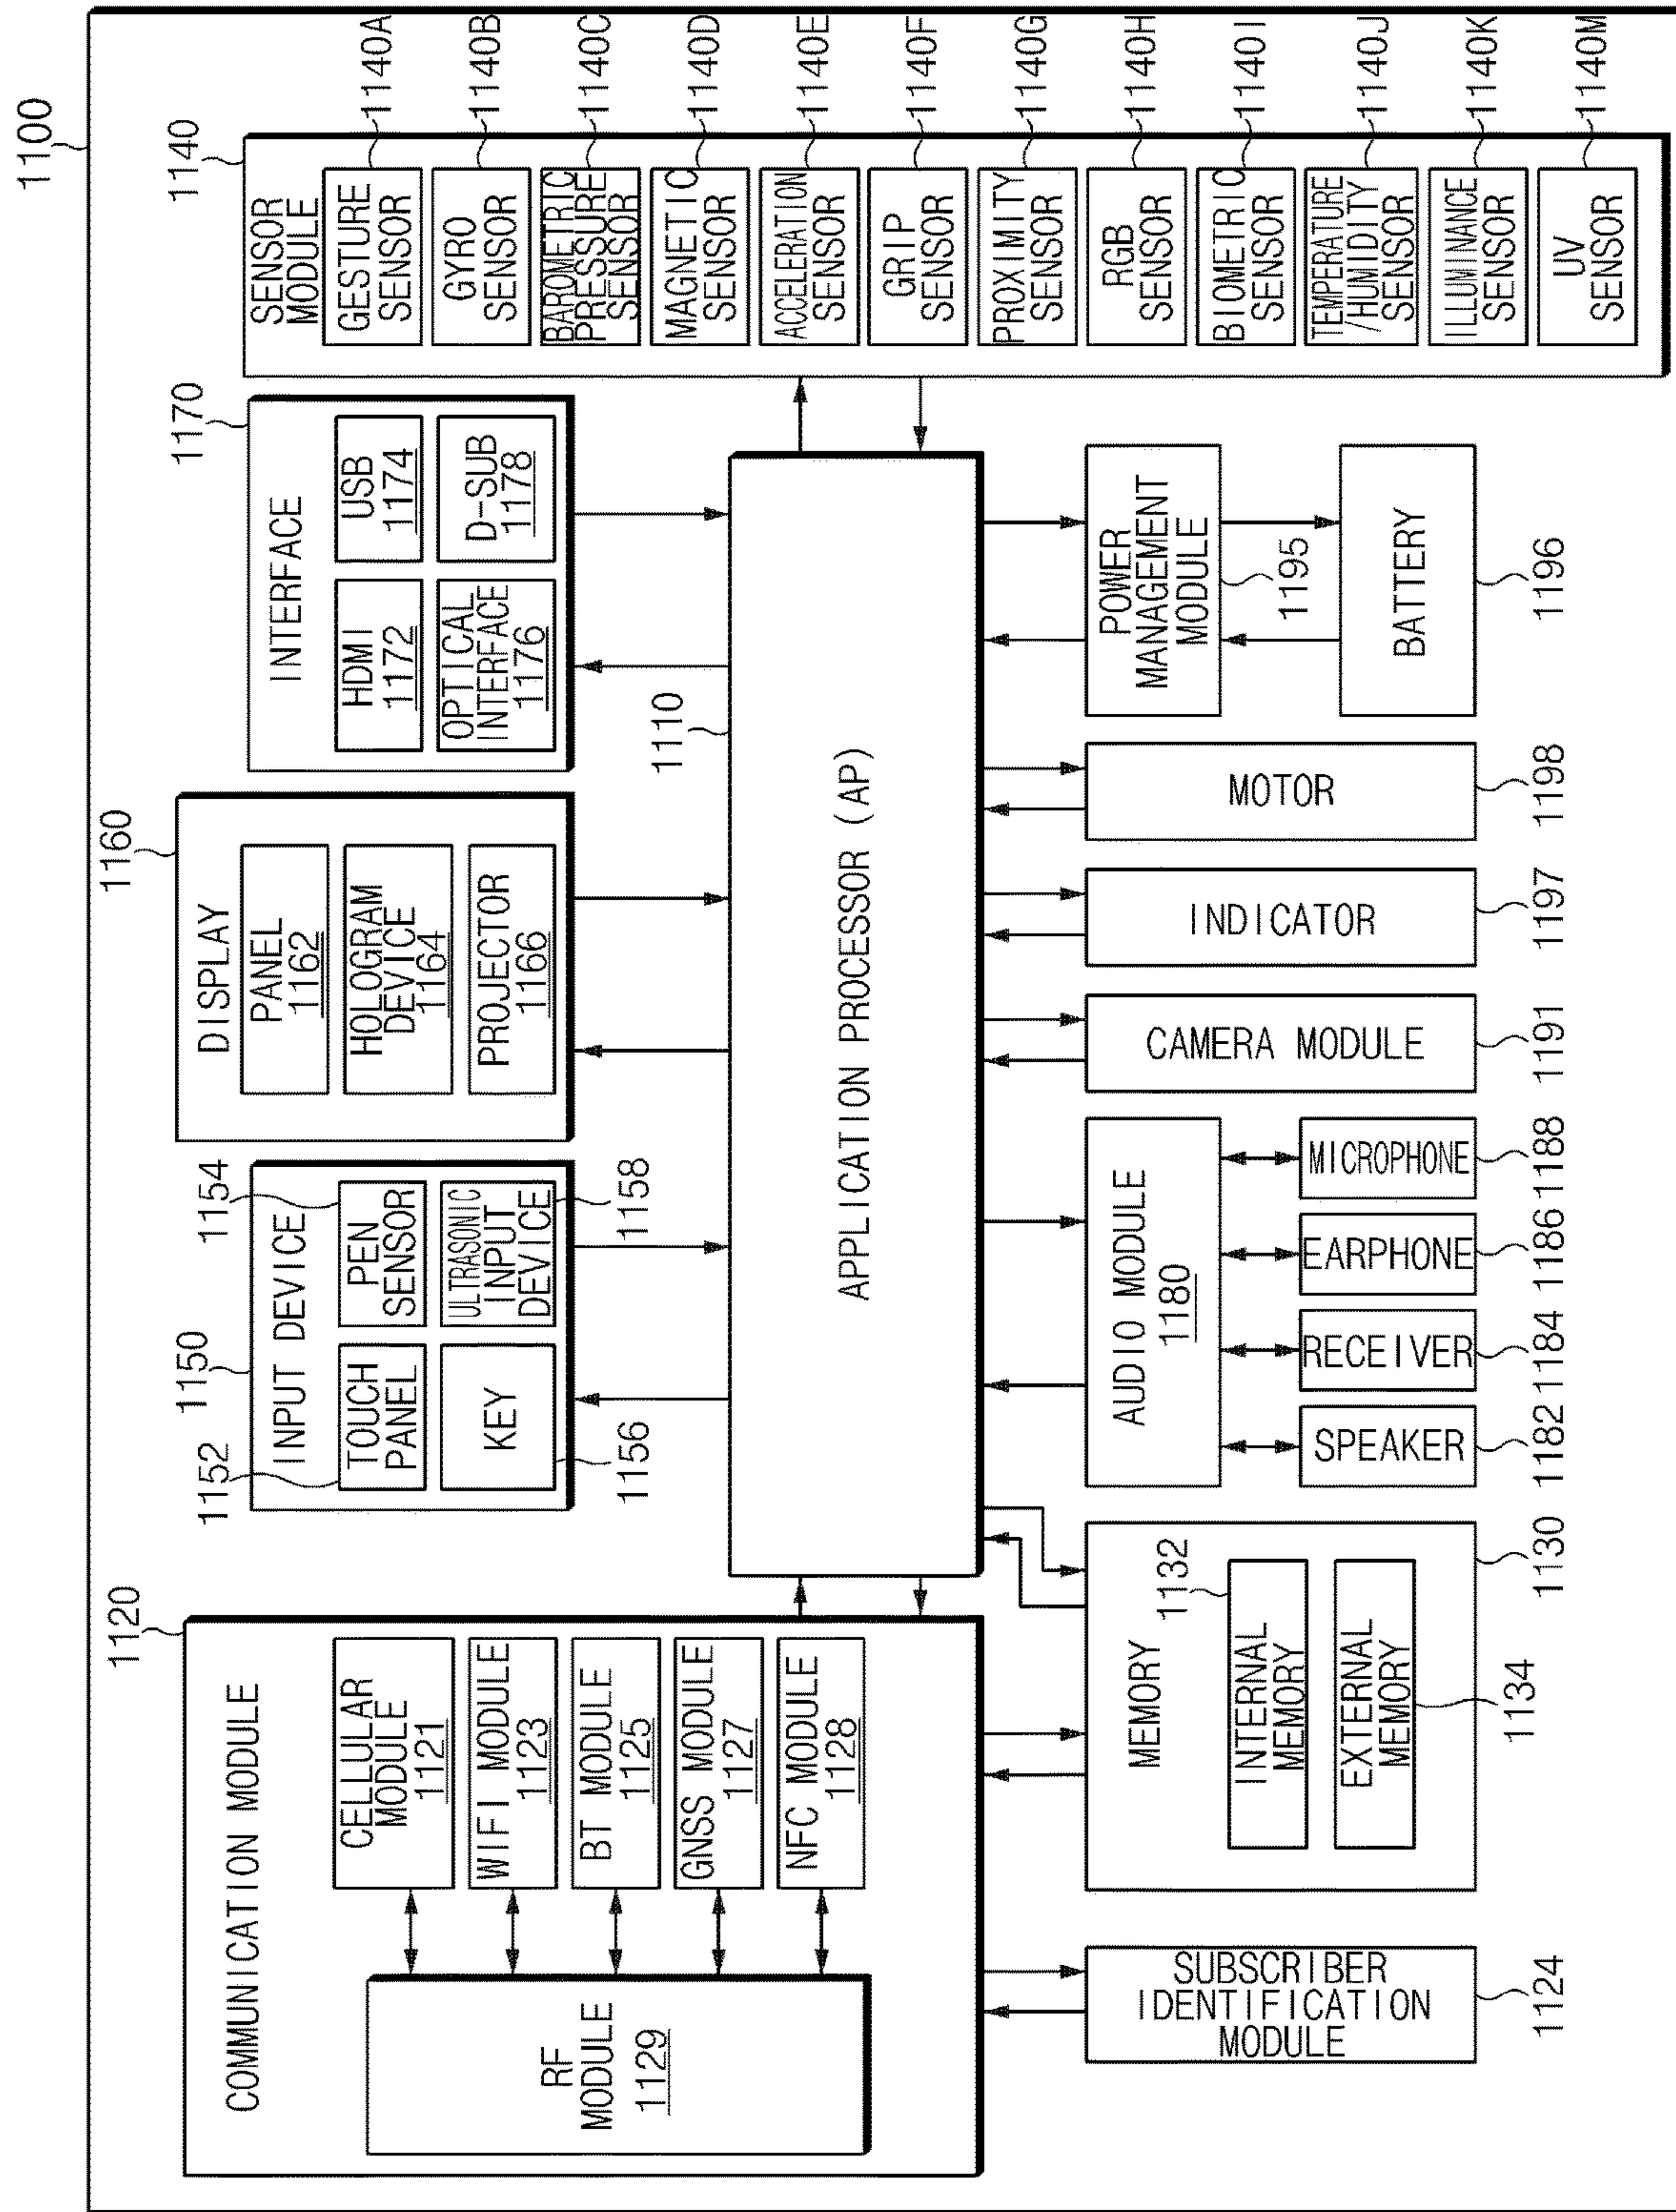 1100
1120
COMMUNICATION MODULE
RF
MODULE
1129
CELLULAR
MODULE
1121
WIFI MODULE
1123
BT MODULE
1125
GNSS MODULE
1127
NFC MODULE
1128
1150
INPUT DEVICE
1152
TOUCH
PANEL
1154
PEN
SENSOR
KEY
1156
ULTRASONIC
INPUT
DEVICE
1158
1160
DISPLAY
PANEL
1162
HOLOGRAM
DEVICE
1164
PROJECTOR
1166
1170
INTERFACE
HDMI
1172
USB
1174
OPTICAL
INTERFACE
1176
D-SUB
1178
1140
SENSOR
MODULE
GESTURE
SENSOR
1140A
GYRO
SENSOR
1140B
BAROMETRIC
PRESSURE
SENSOR
1140C
MAGNETIC
SENSOR
1140D
ACCELERATION
SENSOR
1140E
GRIP
SENSOR
1140F
PROXIMITY
SENSOR
1140G
RGB
SENSOR
1140H
BIOMETRIC
SENSOR
1140I
TEMPERATURE
/HUMIDITY
SENSOR
1140J
ILLUMINANCE
SENSOR
1140K
UV
SENSOR
1140M
1110
APPLICATION PROCESSOR (AP)
SUBSCRIBER
IDENTIFICATION
MODULE
1124
MEMORY
1132
INTERNAL
MEMORY
EXTERNAL
MEMORY
1134
1130
AUDIO MODULE
1180
SPEAKER
1182
RECEIVER
1184
EARPHONE
1186
MICROPHONE
1188
CAMERA MODULE
1191
INDICATOR
1197
MOTOR
1198
POWER
MANAGEMENT
MODULE
1195
BATTERY
1196